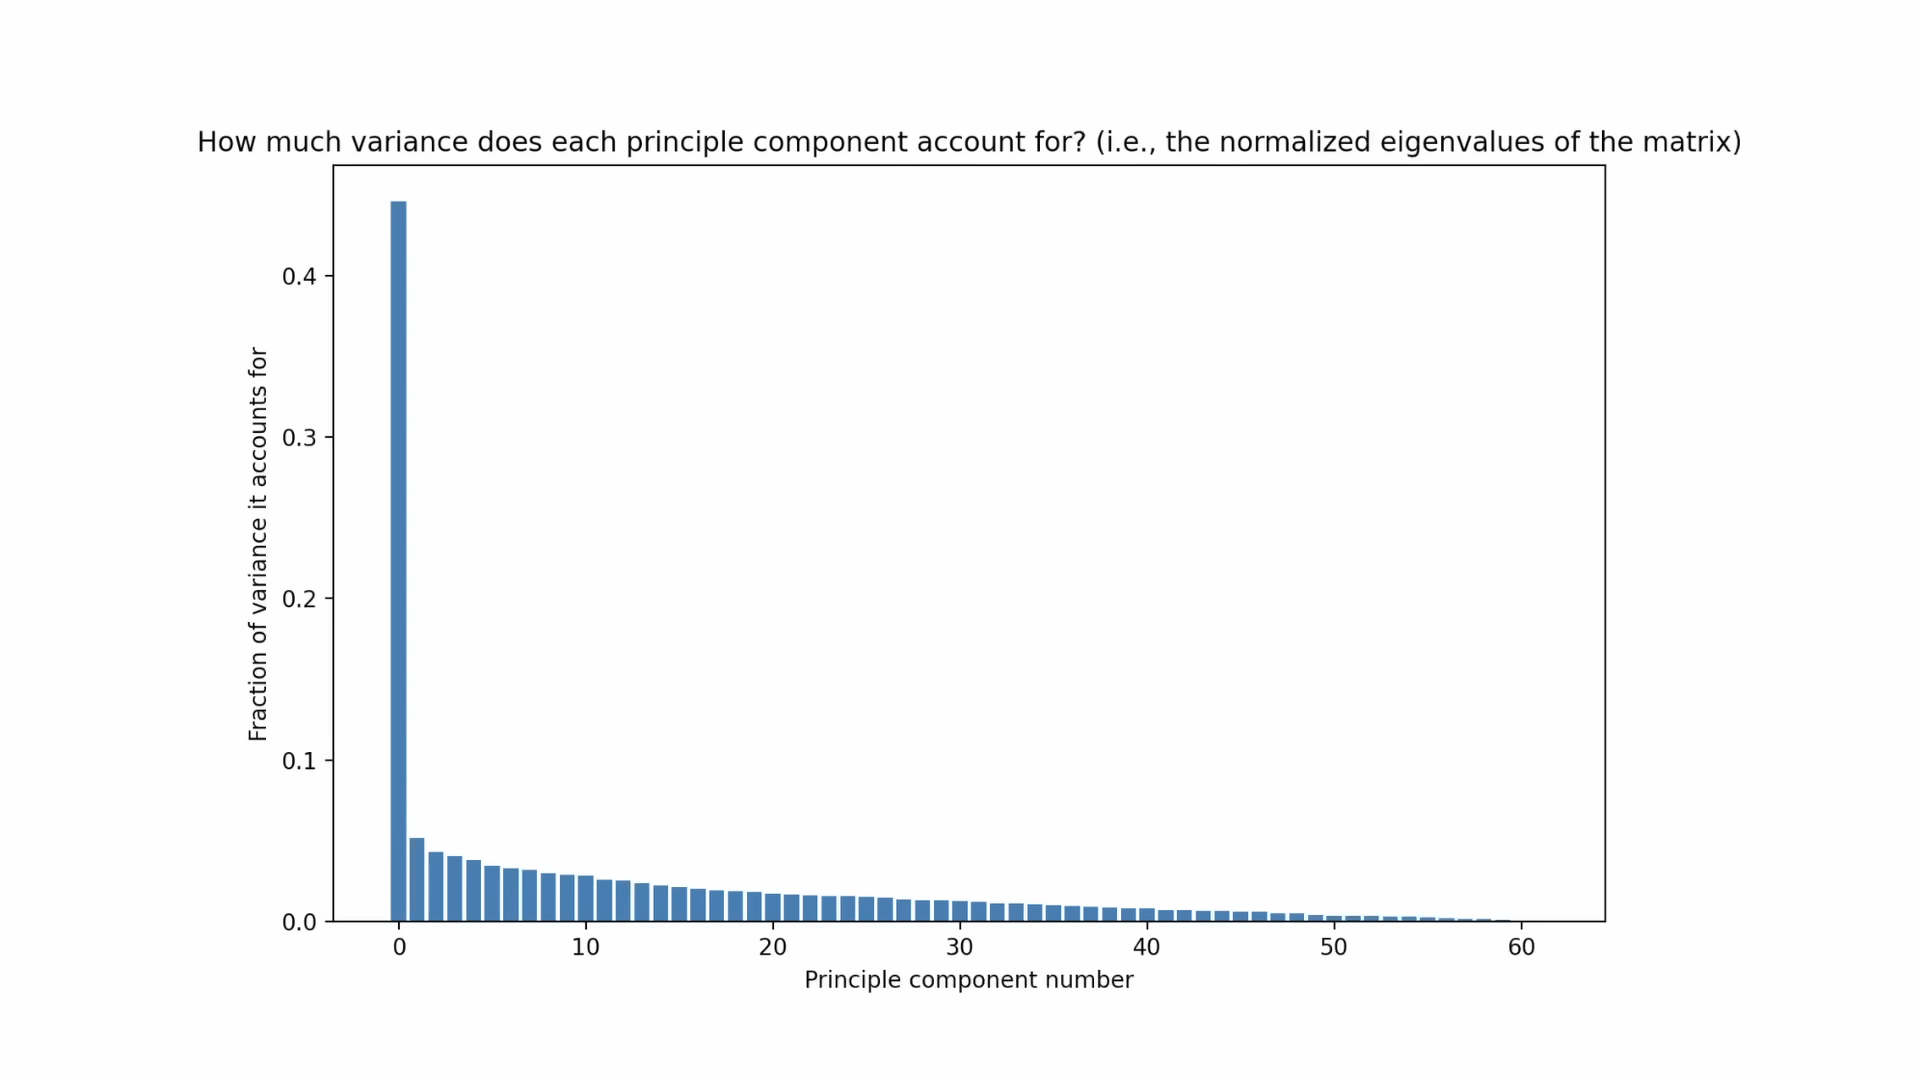 How much variance does each principle component account for? (i.e., the normalized eigenvalues of the matrix)
Fraction of variance it accounts for
0.4
0.3
0.2
0.1
0.0
0 10 20 30 40 50 60
Principle component number